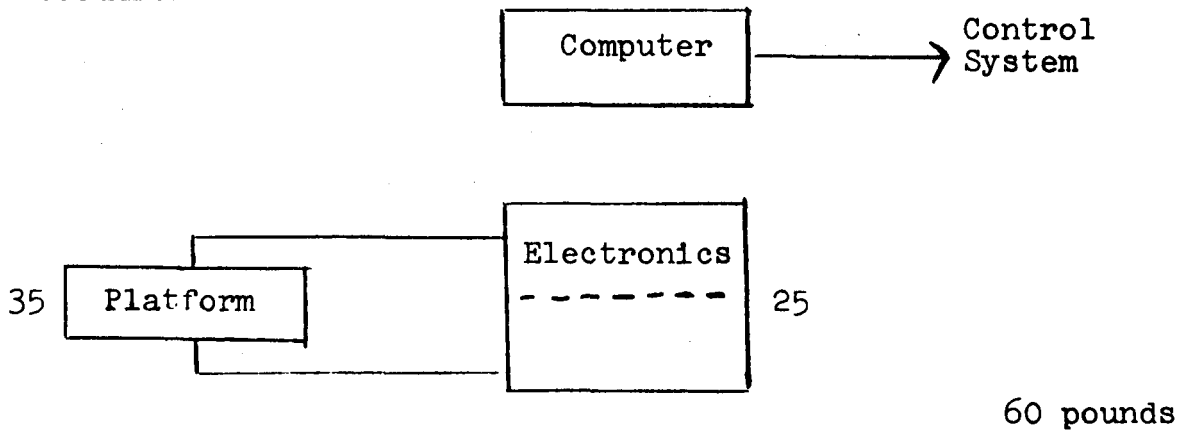 Computer
Control
System
Electronics
35
Platform
25
60 pounds